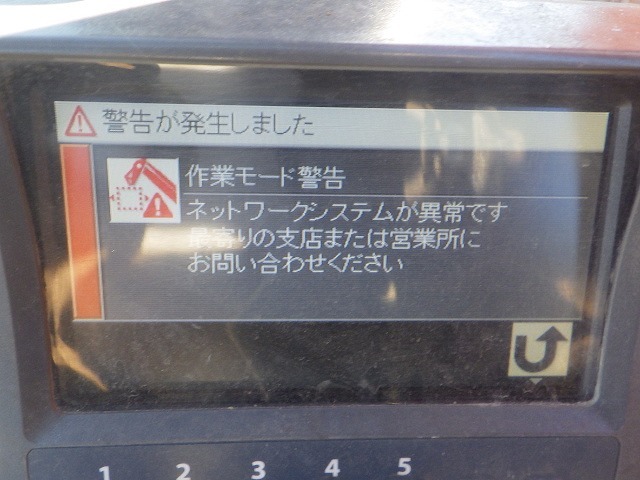 警告が発生しました
作業モード警告
ネットワークシステムが異常です
最寄りの支店または営業所に
お問い合わせください
1 2 3 4 5